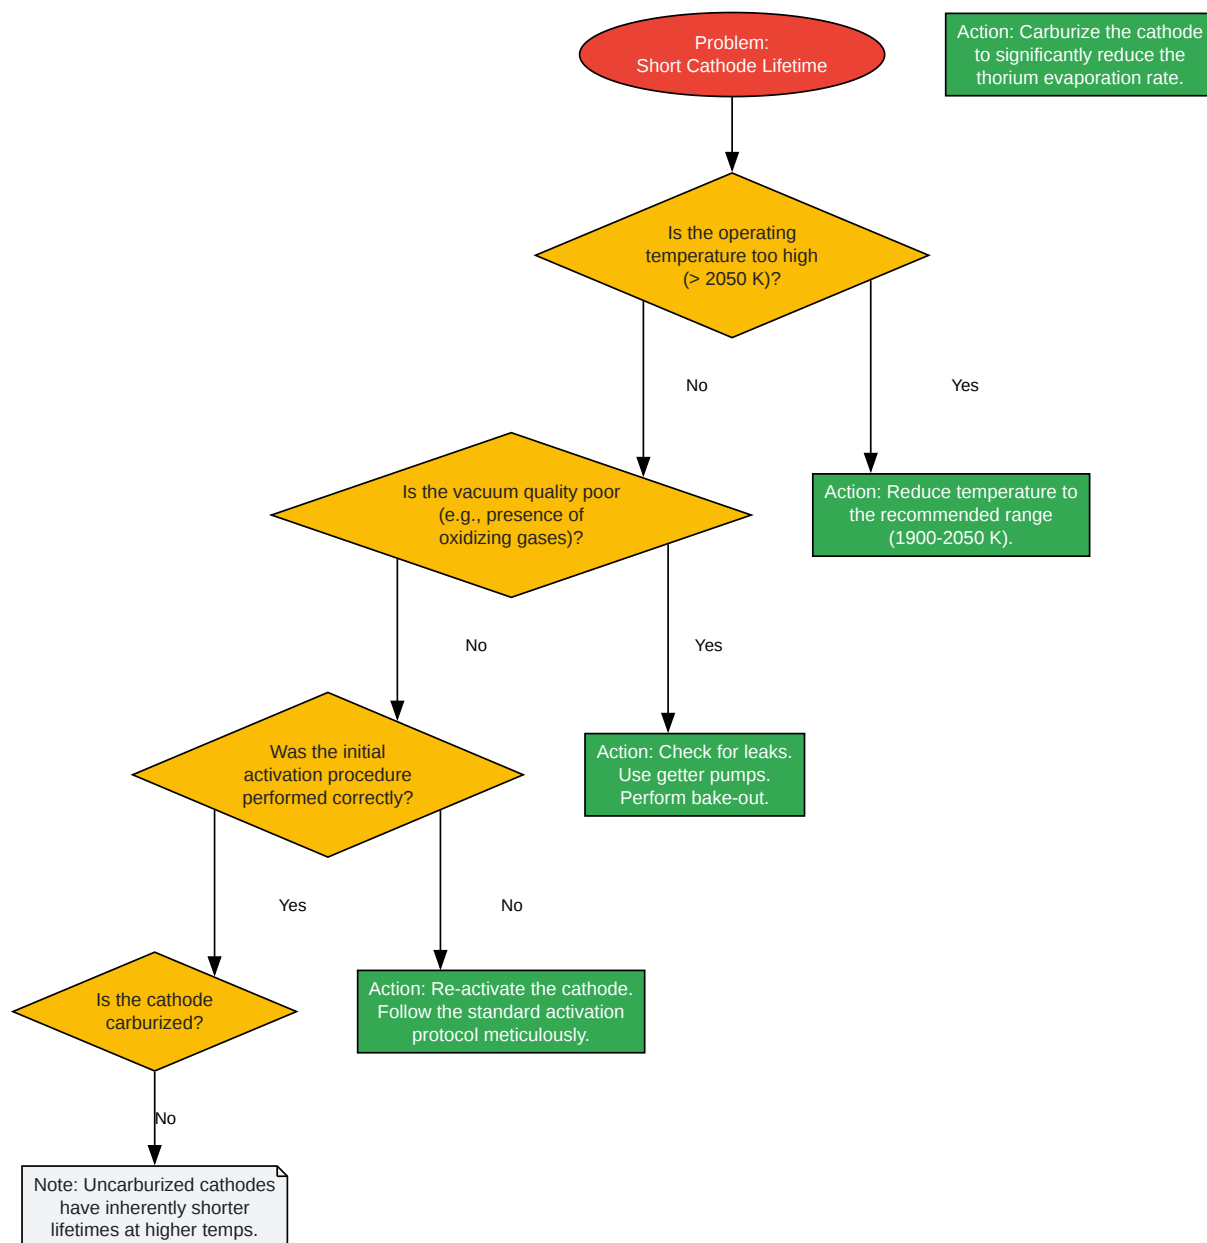 Problem:
Short Cathode Lifetime
Action: Carburize the cathode
to significantly reduce the
thorium evaporation rate.
Is the operating
temperature too high
(> 2050 K)?
No
Yes
Is the vacuum quality poor
(e.g., presence of
oxidizing gases)?
Action: Reduce temperature to
the recommended range
(1900-2050 K).
No
Yes
Was the initial
activation procedure
performed correctly?
Action: Check for leaks.
Use getter pumps.
Perform bake-out.
Yes
No
Is the cathode
carburized?
Action: Re-activate the cathode.
Follow the standard activation
protocol meticulously.
No
Note: Uncarburized cathodes
have inherently shorter
lifetimes at higher temps.